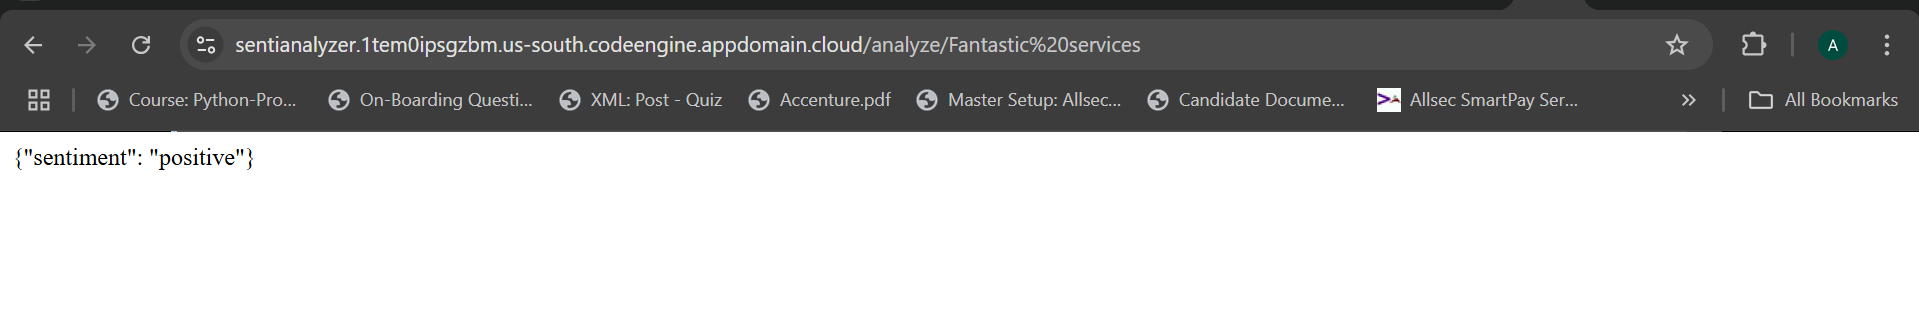 sentianalyzer.1tem0ipsgzbm.us-south.codeengine.appdomain.cloud/analyze/Fantastic%20services A
Course: Python-Pro... On-Boarding Questi... XML: Post - Quiz Accenture.pdf Master Setup: Allsec... Candidate Docume... Allsec SmartPay Ser... » All Bookmarks
{"sentiment": "positive"}